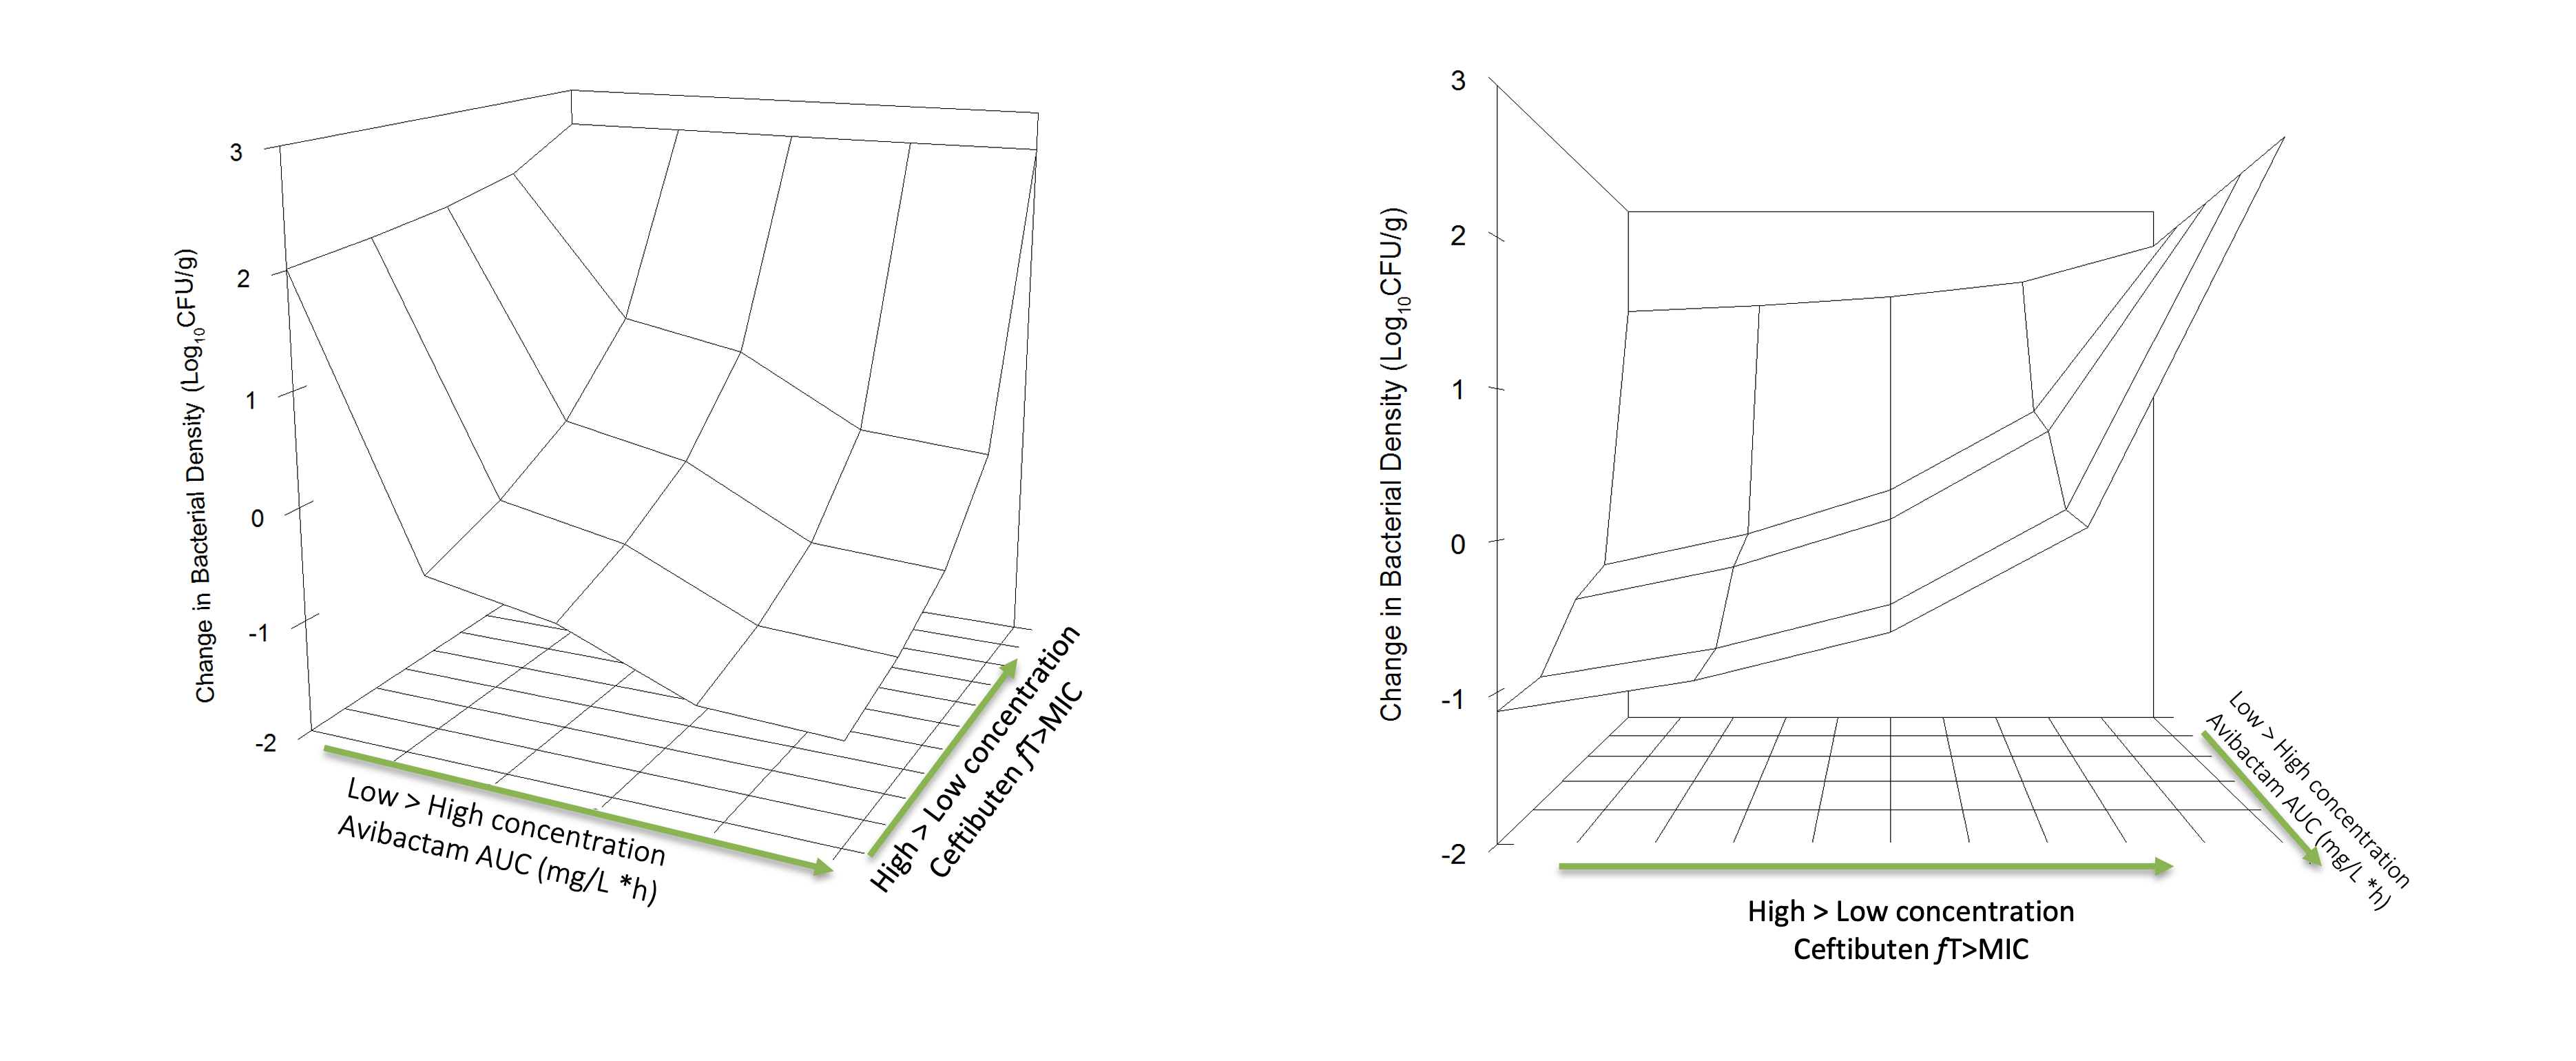 3
2
1
0
-1
-2
Change in Bacterial Density (Log10CFU/g)
Low > High concentration
Avibactam AUC (mg/L *h)
High > Low concentration
Ceftibuten fT>MIC
3
2
1
0
-1
-2
Change in Bacterial Density (Log10CFU/g)
High > Low concentration
Ceftibuten fT>MIC
Low > High concentration
Avibactam AUC (mg/L *h)